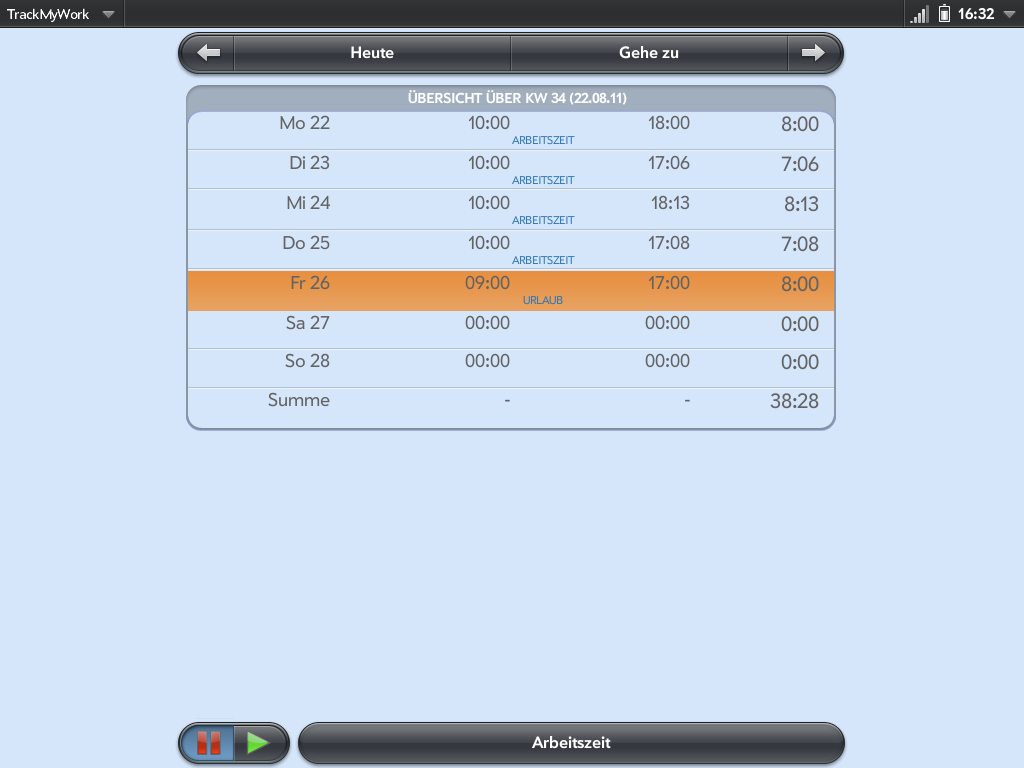 TrackMyWork 16:32
Heute Gehe zu
ÜBERSICHT ÜBER KW 34 (22.08.11)
Mo 22 10:00 18:00 8:00
ARBEITSZEIT
Di 23 10:00 17:06 7:06
ARBEITSZEIT
Mi 24 10:00 18:13 8:13
ARBEITSZEIT
Do 25 10:00 17:08 7:08
ARBEITSZEIT
Fr 26 09:00 17:00 8:00
URLAUB
Sa 27 00:00 00:00 0:00
So 28 00:00 00:00 0:00
Summe - - 38:28
Arbeitszeit